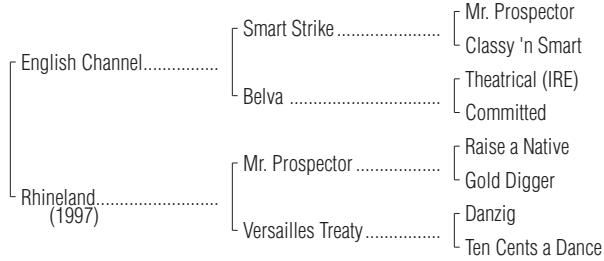 Mr. Prospector
Smart Strike
Classy 'n Smart
English Channel
Theatrical (IRE)
Belva
Committed
Raise a Native
Mr. Prospector
Gold Digger
Rhineland
(1997)
Danzig
Versailles Treaty
Ten Cents a Dance